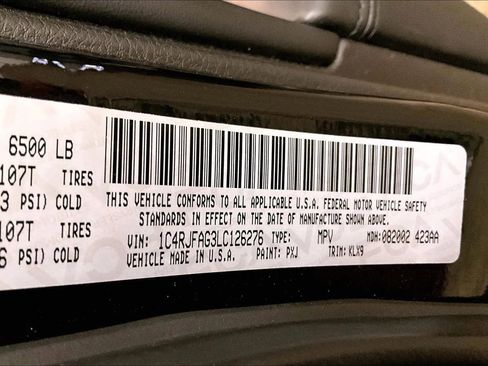 6500 LB
107T TIRES
3 PSI) COLD
107T TIRES
6 PSI) COLD
THIS VEHICLE CONFORMS TO ALL APPLICABLE U.S.A. FEDERAL MOTOR VEHICLE SAFETY
STANDARDS IN EFFECT ON THE DATE OF MANUFACTURE SHOWN ABOVE.
VIN: 1C4RJFAG3LC126276 TYPE: MPV MDH: 082002 423AA
VEHICLE MADE IN U.S.A. PAINT: PXJ TRIM: KLX9